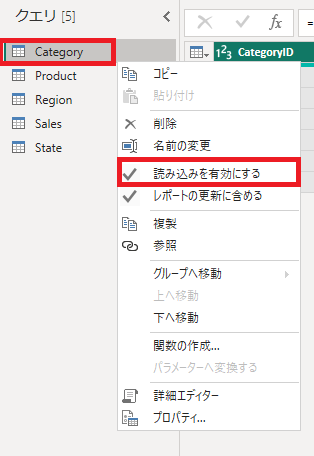 クエリ [5]
Category
Product
Region
Sales
State
fx
=
1²3 CategoryID
コピー
貼り付け
削除
名前の変更
読み込みを有効にする
レポートの更新に含める
複製
参照
グループへ移動
上へ移動
下へ移動
関数の作成...
パラメーターへ変換する
詳細エディター
プロパティ...